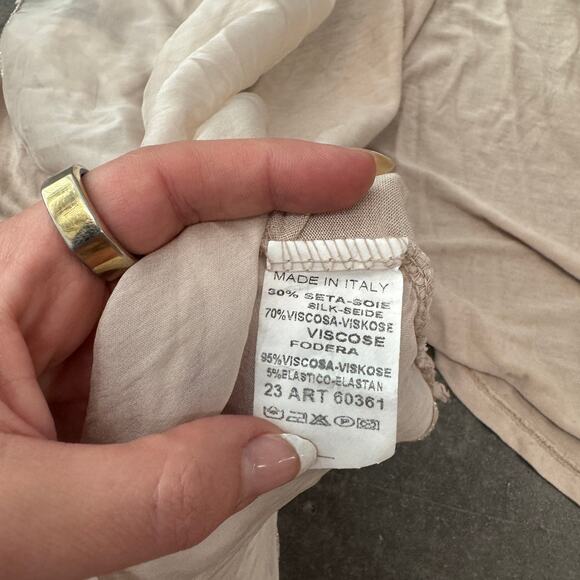 MADE IN ITALY
30% SETA-SOIE
SILK-SEIDE
70%VISCOSA-VISKOSE
VISCOSE
FODERA
95%VISCOSA-VISKOSE
5%ELASTICO-ELASTAN
23 ART 60361
P